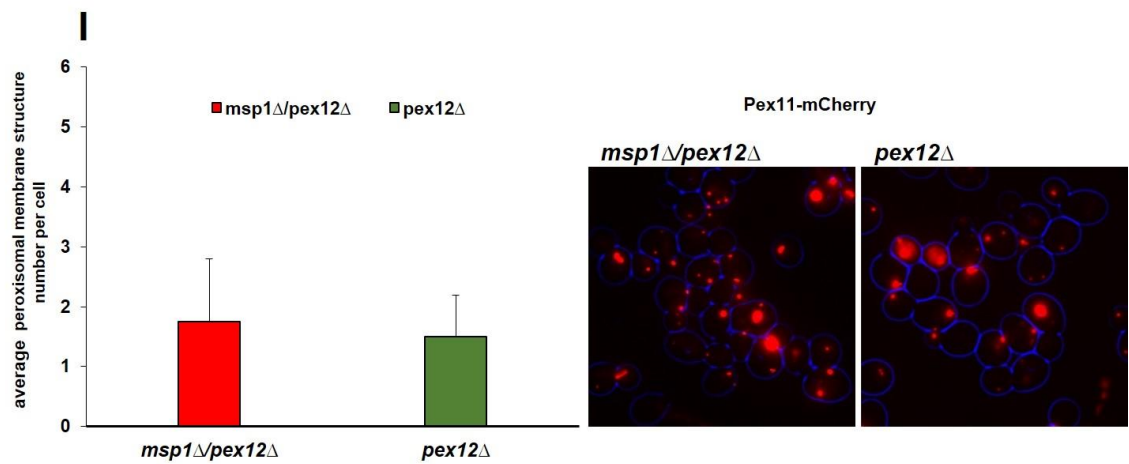 I
average peroxisomal membrane structure
number per cell
6
5
4
3
2
1
0
msp1Δ/pex12Δ
pex12Δ
msp1Δ/pex12Δ
pex12Δ
Pex11-mCherry
msp1Δ/pex12Δ
pex12Δ